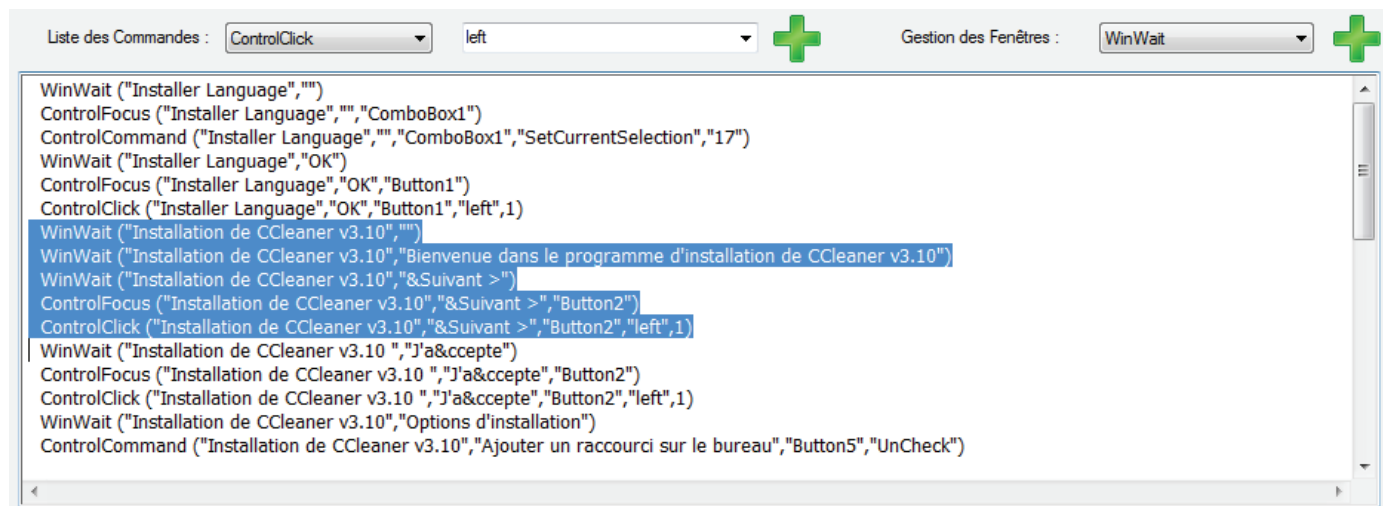 Liste des Commandes : ControlClick left Gestion des Fenêtres : WinWait
WinWait ("Installer Language","")
ControlFocus ("Installer Language","","ComboBox1")
ControlCommand ("Installer Language","","ComboBox1","SetCurrentSelection","17")
WinWait ("Installer Language","OK")
ControlFocus ("Installer Language","OK","Button1")
ControlClick ("Installer Language","OK","Button1","left",1)
WinWait ("Installation de CCleaner v3.10","")
WinWait ("Installation de CCleaner v3.10","Bienvenue dans le programme d'installation de CCleaner v3.10")
WinWait ("Installation de CCleaner v3.10","&Suivant >")
ControlFocus ("Installation de CCleaner v3.10","&Suivant >","Button2")
ControlClick ("Installation de CCleaner v3.10","&Suivant >","Button2","left",1)
WinWait ("Installation de CCleaner v3.10 ","J'a&ccepte")
ControlFocus ("Installation de CCleaner v3.10 ","J'a&ccepte","Button2")
ControlClick ("Installation de CCleaner v3.10 ","J'a&ccepte","Button2","left",1)
WinWait ("Installation de CCleaner v3.10","Options d'installation")
ControlCommand ("Installation de CCleaner v3.10","Ajouter un raccourci sur le bureau","Button5","UnCheck")